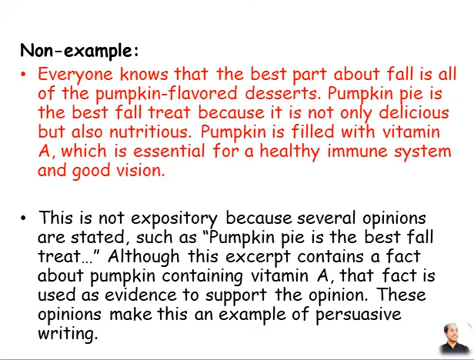 Non-example:
• Everyone knows that the best part about fall is all
of the pumpkin-flavored desserts. Pumpkin pie is
the best fall treat because it is not only delicious
but also nutritious. Pumpkin is filled with vitamin
A, which is essential for a healthy immune system
and good vision.
• This is not expository because several opinions
are stated, such as “Pumpkin pie is the best fall
treat...” Although this excerpt contains a fact
about pumpkin containing vitamin A, that fact is
used as evidence to support the opinion. These
opinions make this an example of persuasive
writing.